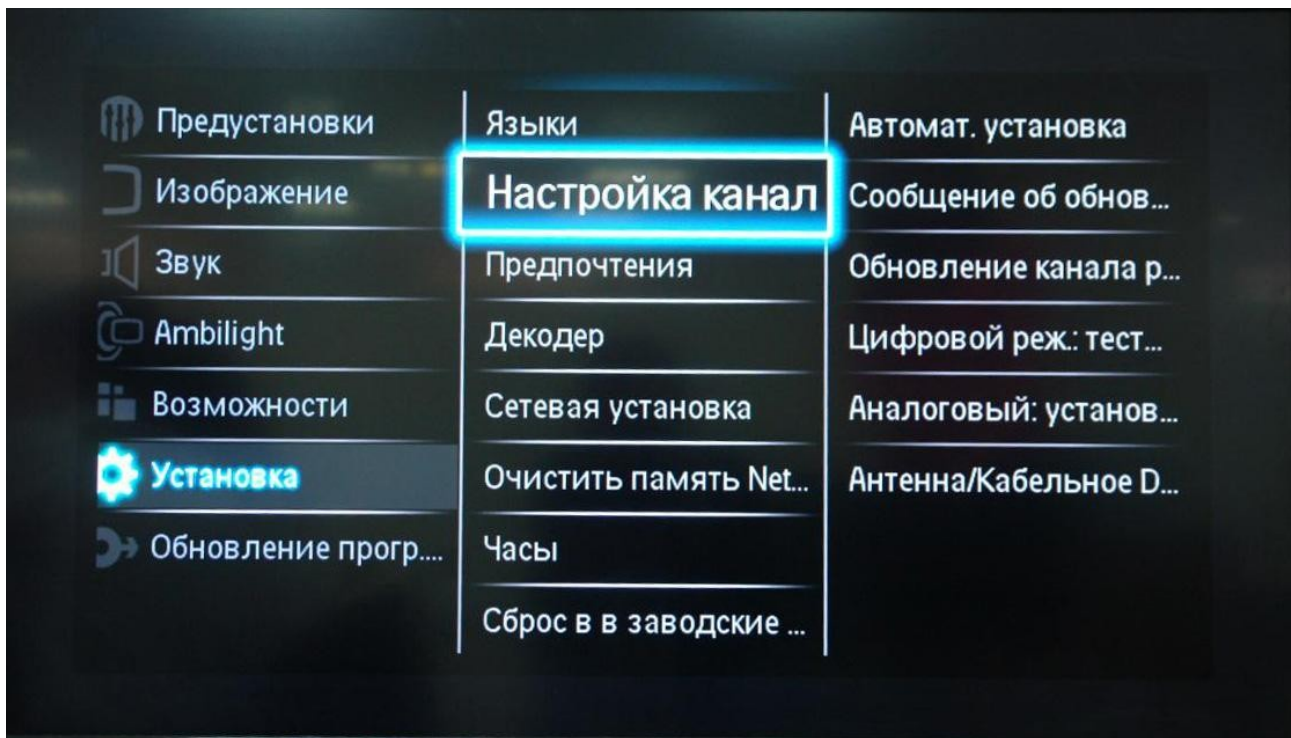 Предустановки
Изображение
Звук
Ambilight
Возможности
Установка
Обновление прогр....
Языки
Настройка канал
Предпочтения
Декодер
Сетевая установка
Очистить память Net...
Часы
Сброс в в заводские ...
Автомат. установка
Сообщение об обнов...
Обновление канала р...
Цифровой реж.: тест...
Аналоговый: установ...
Антенна/Кабельное D...